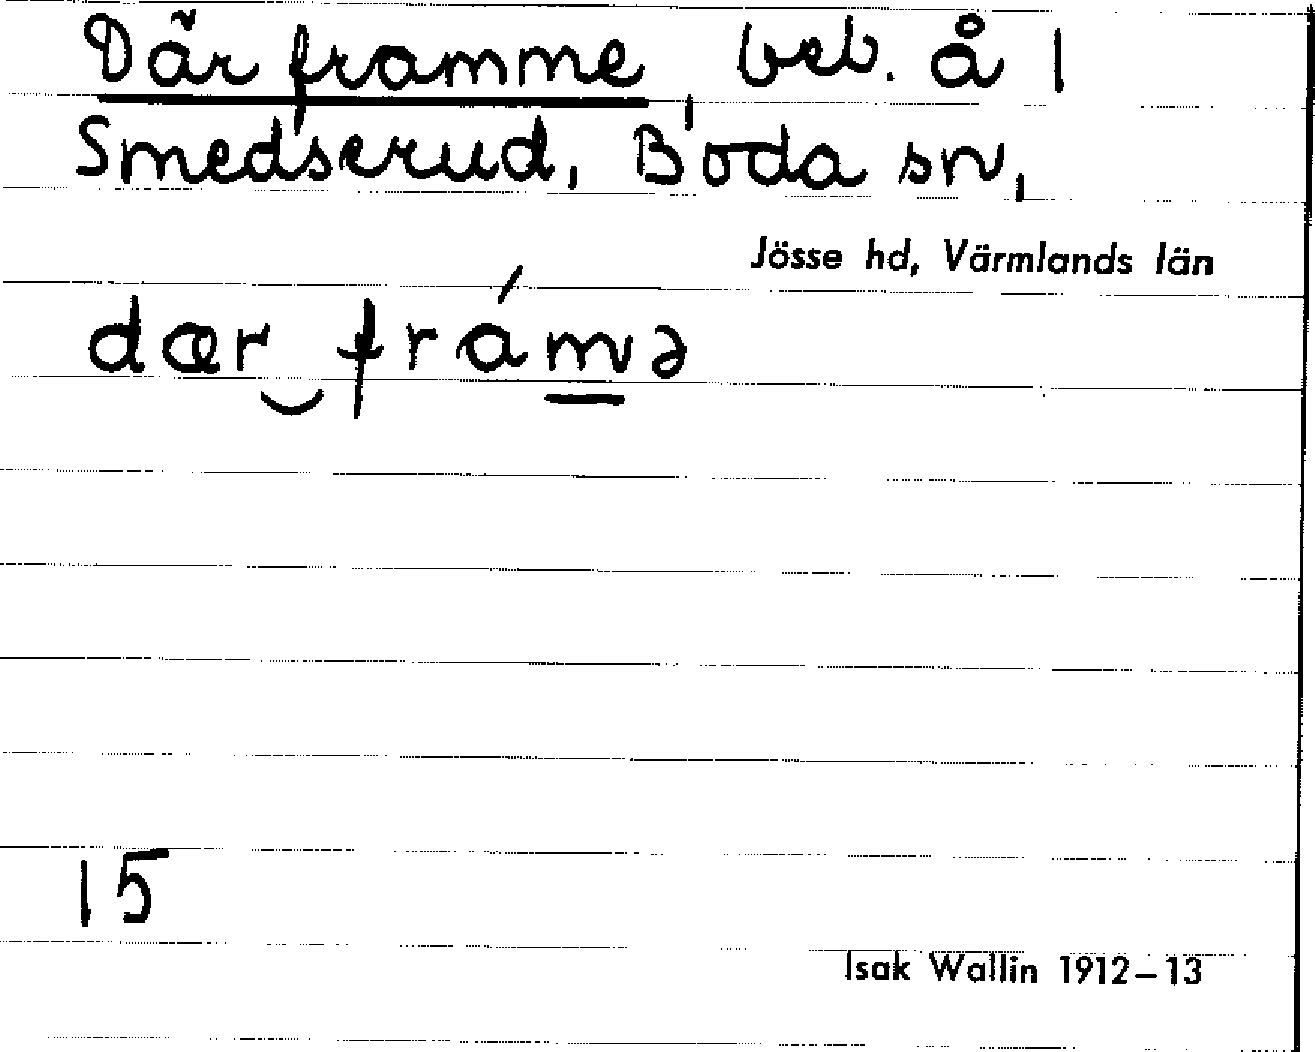 Där framme, beb. å 1
Smedserud, Boda sn,
Jösse hd, Värmlands län
dær‿frámə
15
Isak Wallin 1912–13